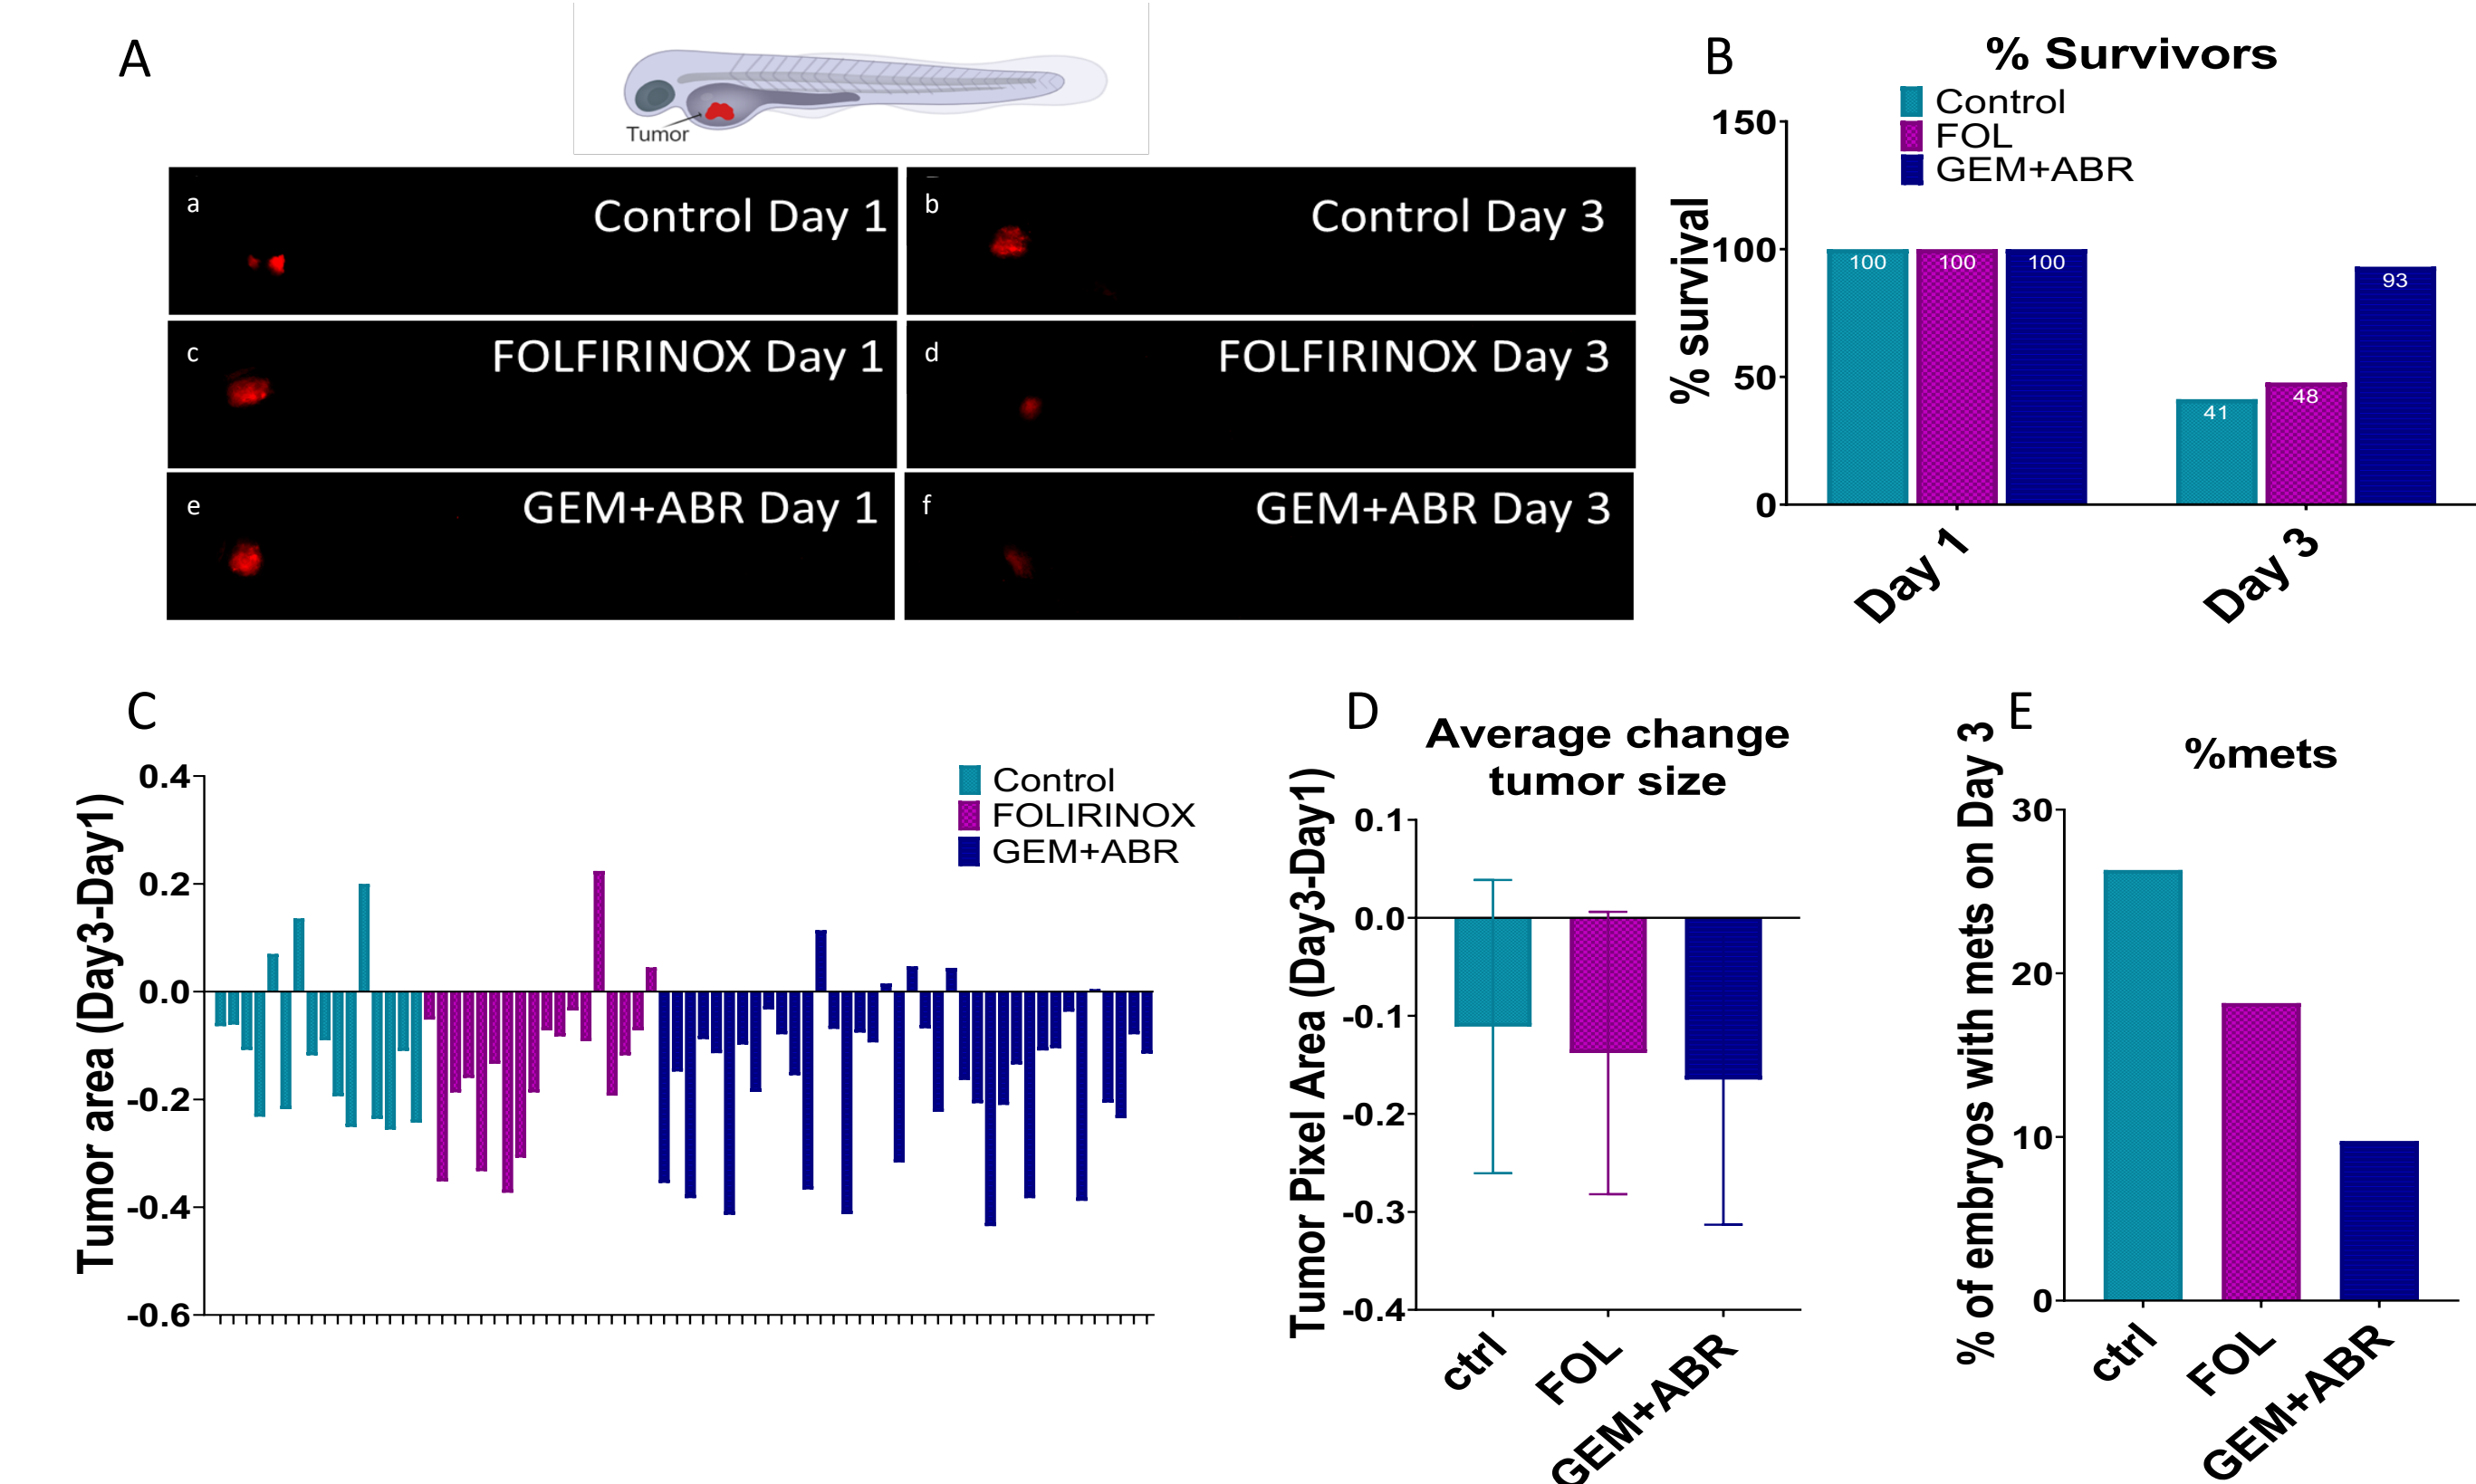 A
Tumor
a
Control Day 1
b
Control Day 3
c
FOLFIRINOX Day 1
d
FOLFIRINOX Day 3
e
GEM+ABR Day 1
f
GEM+ABR Day 3
B
% Survivors
Control
FOL
GEM+ABR
% survival
150
100
50
0
100
100
100
41
48
93
Day 1
Day 3
C
Tumor area (Day3-Day1)
0.4
0.2
0.0
-0.2
-0.4
-0.6
Control
FOLIRINOX
GEM+ABR
D
Average change
tumor size
Tumor Pixel Area (Day3-Day1)
0.1
0.0
-0.1
-0.2
-0.3
-0.4
ctrl
FOL
GEM+ABR
E
%mets
% of embryos with mets on Day 3
30
20
10
0
ctrl
FOL
GEM+ABR